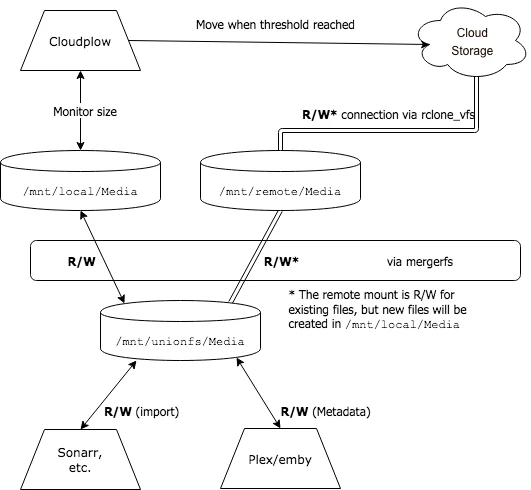 Move when threshold reached
Cloudplow
Cloud
Storage
Monitor size
R/W* connection via rclone_vfs
/mnt/local/Media
/mnt/remote/Media
R/W
R/W*
via mergerfs
* The remote mount is R/W for
existing files, but new files will be
created in /mnt/local/Media
/mnt/unionfs/Media
R/W (import)
R/W (Metadata)
Sonarr,
etc.
Plex/emby